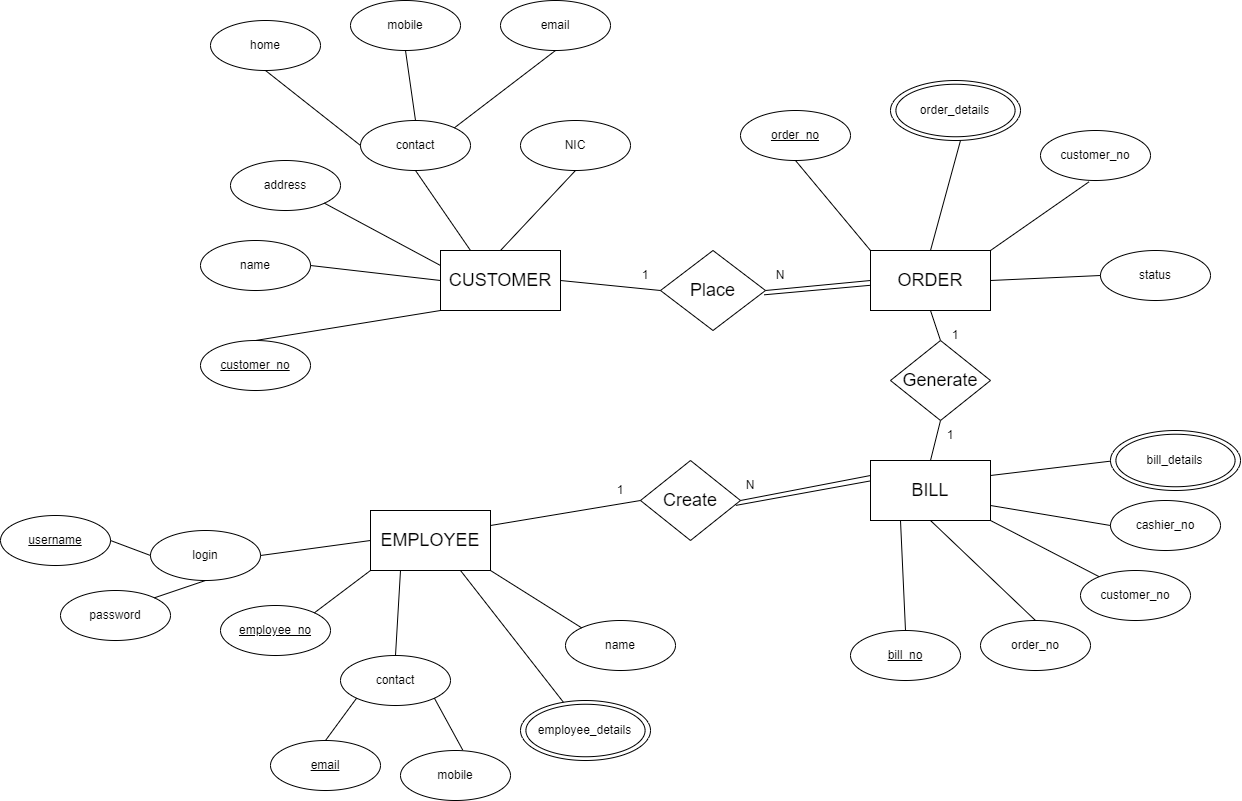 mobile
email
home
order_details
order_no
contact
NIC
customer_no
address
name
status
1
N
CUSTOMER
Place
ORDER
1
customer_no
Generate
1
bill_details
1
N
BILL
Create
cashier_no
username
login
EMPLOYEE
customer_no
password
employee_no
name
order_no
bill_no
contact
employee_details
email
mobile